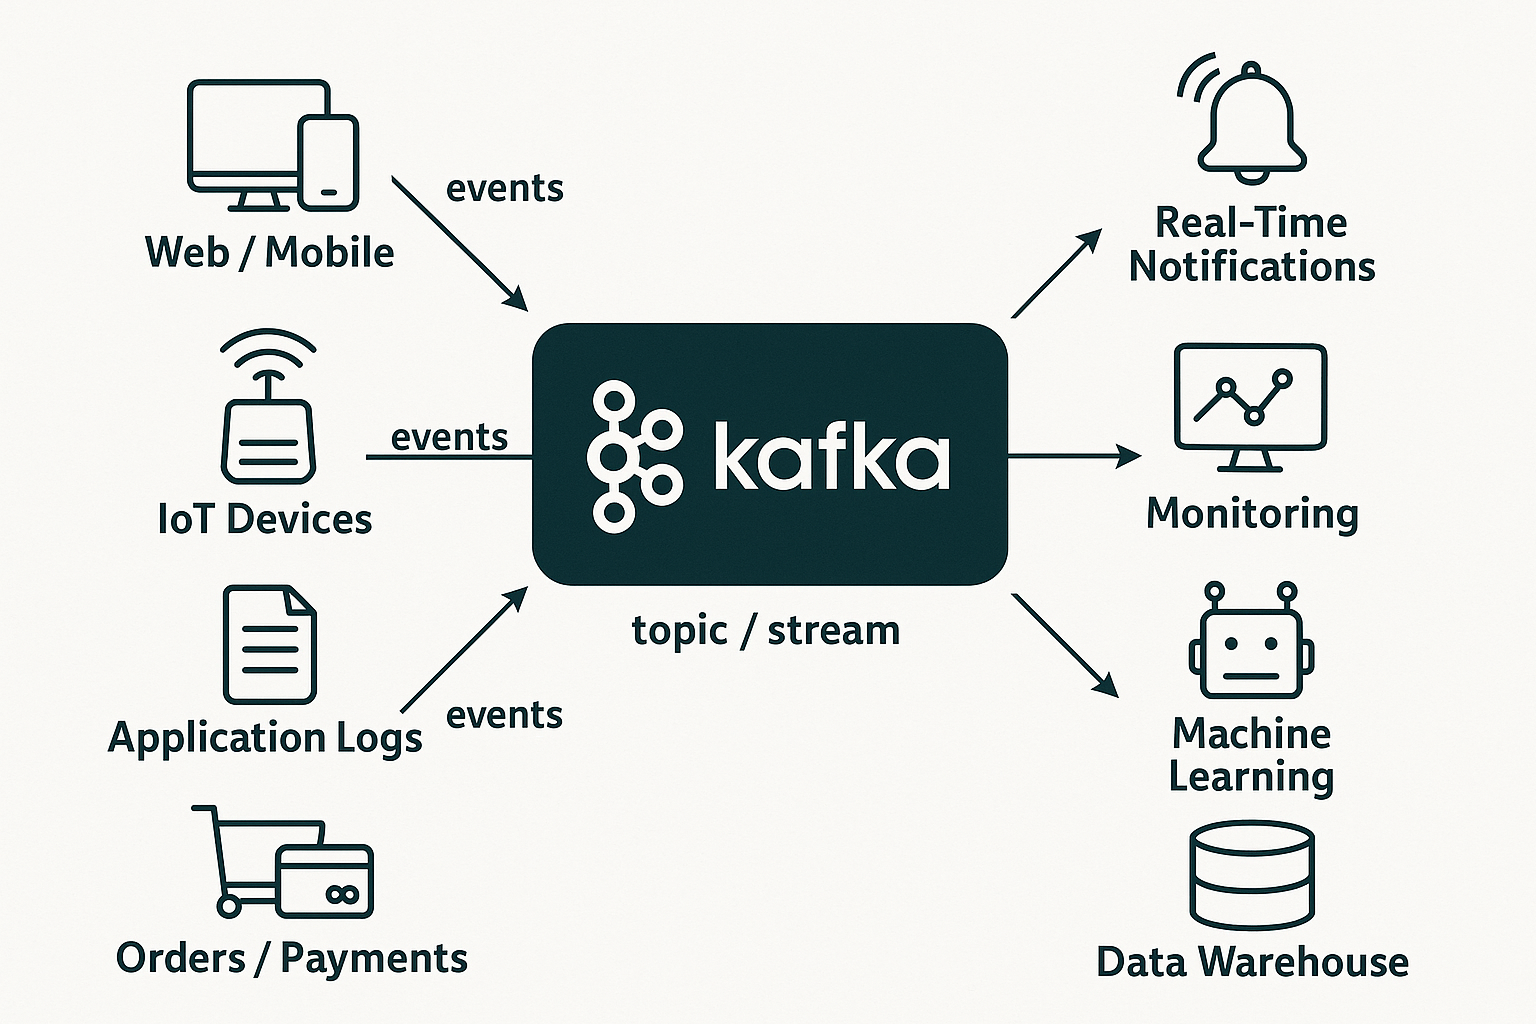 Web / Mobile
events
IoT Devices
events
Application Logs
events
Orders / Payments
kafka
topic / stream
Real-Time
Notifications
Monitoring
Machine
Learning
Data Warehouse